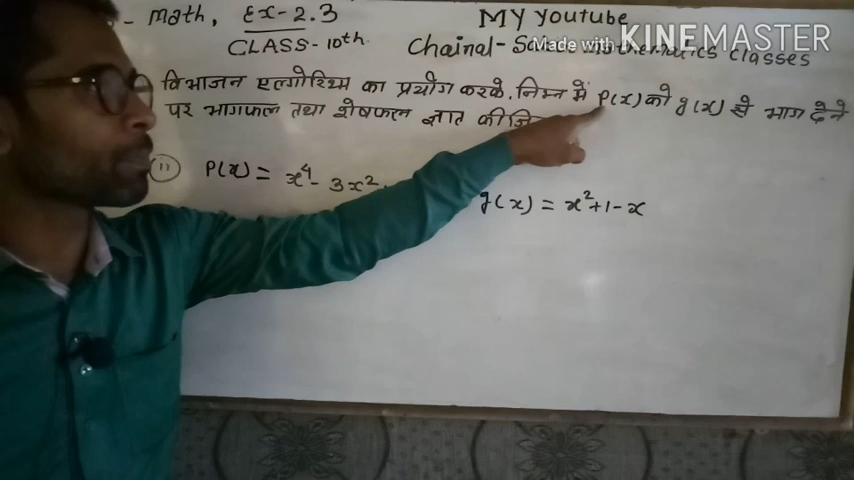 - Math, Ex-2.3
MY Youtube
CLASS-10th.
Chainal- Mathematics Classes
Made with KINEMASTER
विभाजन एल्गोरिथ्म का प्रयोग करके, निम्न में P(x) को g(x) से भाग देने
पर भागफल तथा शेषफल ज्ञात
(ii) P(x) = x⁴ - 3x²
g(x) = x² + 1 - x